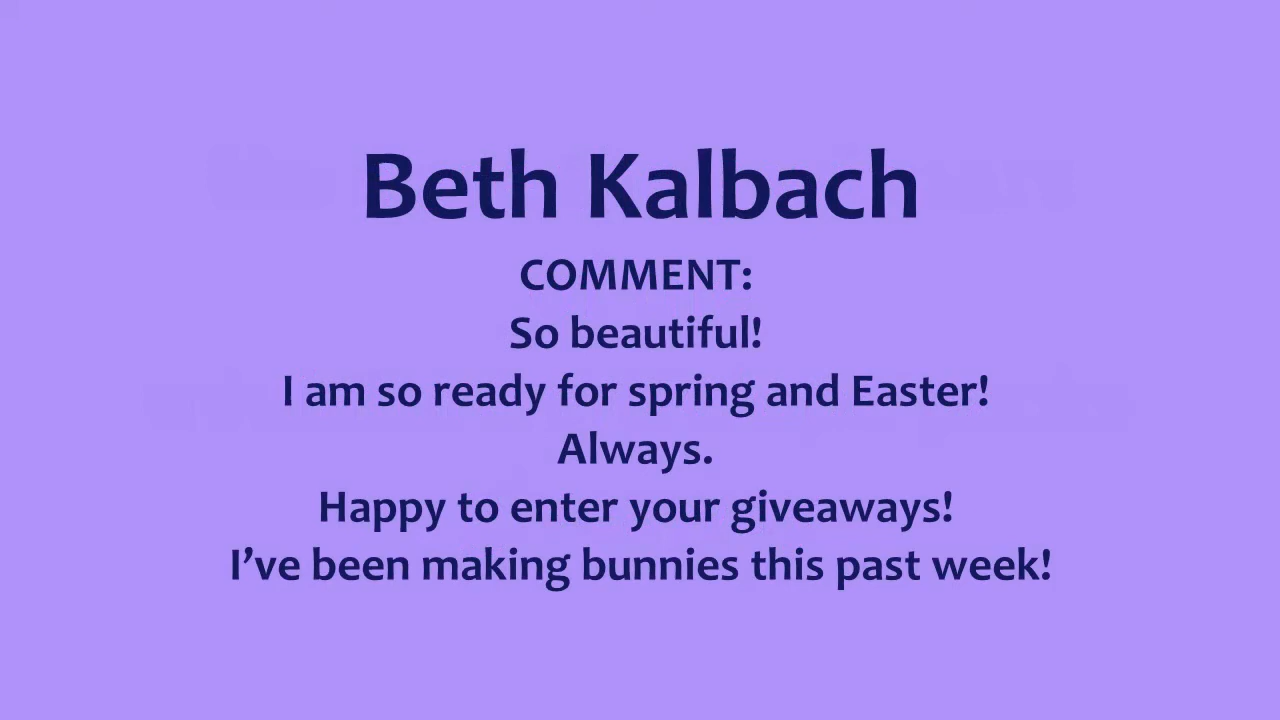 Beth Kalbach
COMMENT:
So beautiful!
I am so ready for spring and Easter!
Always.
Happy to enter your giveaways!
I’ve been making bunnies this past week!